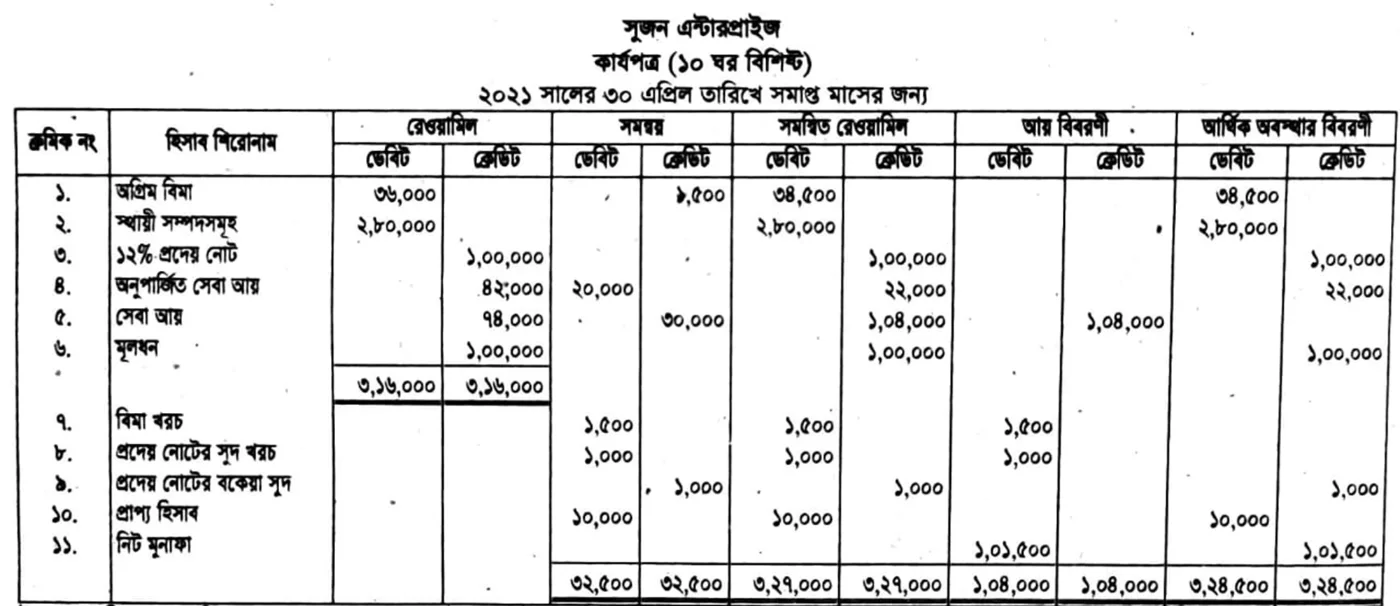 সুজন এন্টারপ্রাইজ
কার্যপত্র (১০ ঘর বিশিষ্ট)
২০২১ সালের ৩০ এপ্রিল তারিখে সমাপ্ত মাসের জন্য
ক্রমিক নং হিসাব শিরোনাম রেওয়ামিল সমন্বয় সমন্বিত রেওয়ামিল আয় বিবরণী আর্থিক অবস্থার বিবরণী
ডেবিট ক্রেডিট ডেবিট ক্রেডিট ডেবিট ক্রেডিট ডেবিট ক্রেডিট ডেবিট ক্রেডিট
১. অগ্রিম বিমা ৩৬,০০০ ১,৫০০ ৩৪,৫০০ ৩৪,৫০০
২. স্থায়ী সম্পদসমূহ ২,৮০,০০০ ২,৮০,০০০ ২,৮০,০০০
৩. ১২% প্রদেয় নোট ১,০০,০০০ ১,০০,০০০ ১,০০,০০০
৪. অনুপার্জিত সেবা আয় ৪২,০০০ ২০,০০০ ২২,০০০ ২২,০০০
৫. সেবা আয় ৭৪,০০০ ৩০,০০০ ১,০৪,০০০ ১,০৪,০০০
৬. মূলধন ১,০০,০০০ ১,০০,০০০ ১,০০,০০০
৩,১৬,০০০ ৩,১৬,০০০
৭. বিমা খরচ ১,৫০০ ১,৫০০ ১,৫০০
৮. প্রদেয় নোটের সুদ খরচ ১,০০০ ১,০০০ ১,০০০
৯. প্রদেয় নোটের বকেয়া সুদ ১,০০০ ১,০০০ ১,০০০
১০. প্রাপ্য হিসাব ১০,০০০ ১০,০০০ ১০,০০০
১১. নিট মুনাফা ১,০১,৫০০ ১,০১,৫০০
৩২,৫০০ ৩২,৫০০ ৩,২৭,০০০ ৩,২৭,০০০ ১,০৪,০০০ ১,০৪,০০০ ৩,২৪,৫০০ ৩,২৪,৫০০